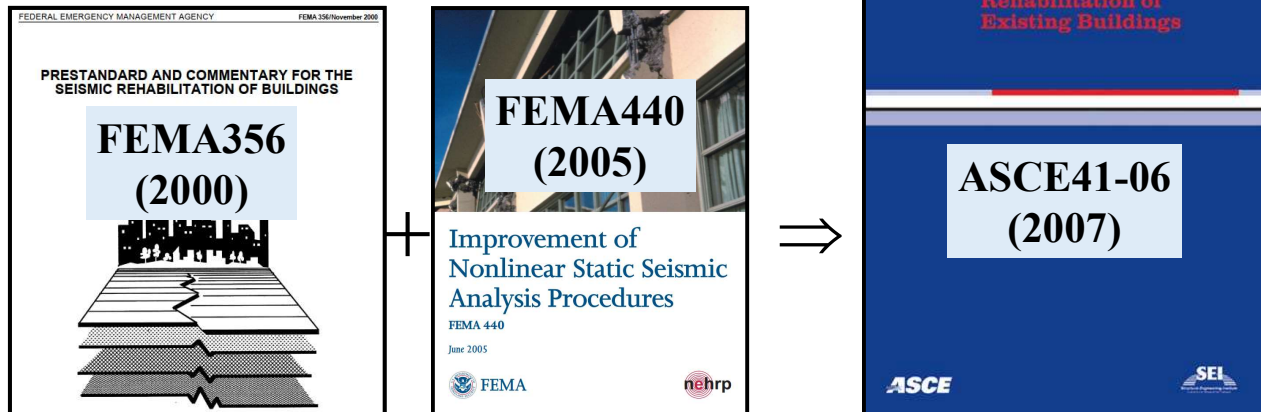 FEDERAL EMERGENCY MANAGEMENT AGENCY FEMA 356/November 2000
PRESTANDARD AND COMMENTARY FOR THE
SEISMIC REHABILITATION OF BUILDINGS
FEMA356
(2000)
+
FEMA440
(2005)
Improvement of
Nonlinear Static Seismic
Analysis Procedures
FEMA 440
June 2005
FEMA
nehrp
⇒
Rehabilitation of
Existing Buildings
ASCE41-06
(2007)
ASCE
SEI